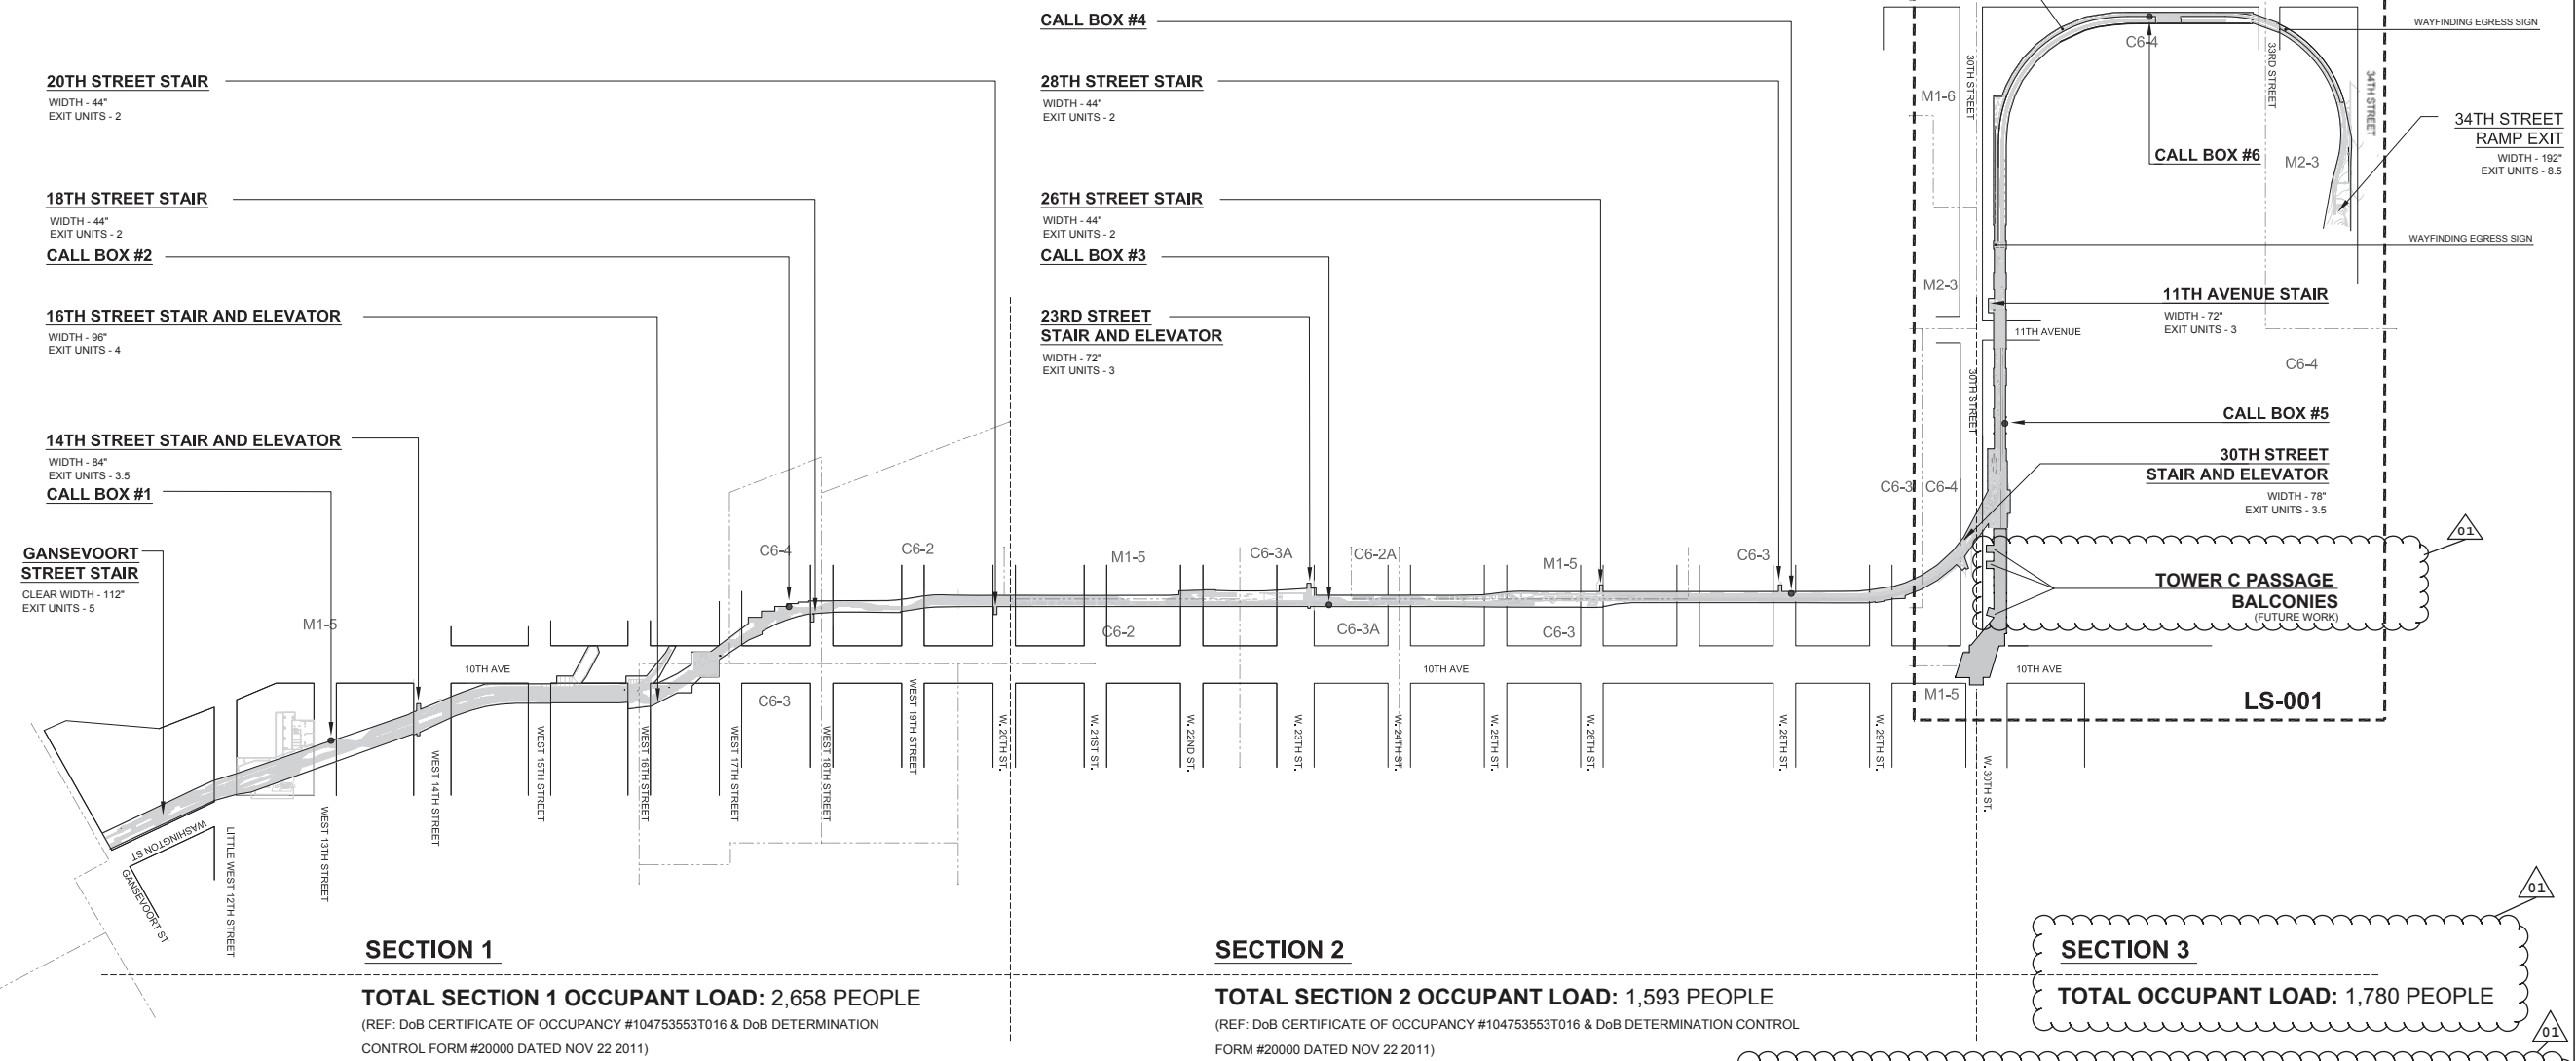 20TH STREET STAIR
WIDTH - 44"
EXIT UNITS - 2
18TH STREET STAIR
WIDTH - 44"
EXIT UNITS - 2
CALL BOX #2
16TH STREET STAIR AND ELEVATOR
WIDTH - 96"
EXIT UNITS - 4
14TH STREET STAIR AND ELEVATOR
WIDTH - 84"
EXIT UNITS - 3.5
CALL BOX #1
GANSEVOORT
STREET STAIR
CLEAR WIDTH - 112"
EXIT UNITS - 5
CALL BOX #4
28TH STREET STAIR
WIDTH - 44"
EXIT UNITS - 2
26TH STREET STAIR
WIDTH - 44"
EXIT UNITS - 2
CALL BOX #3
23RD STREET
STAIR AND ELEVATOR
WIDTH - 72"
EXIT UNITS - 3
WAYFINDING EGRESS SIGN
C6-4
30TH STREET
33RD STREET
34TH STREET
M1-6
34TH STREET
RAMP EXIT
WIDTH - 192"
EXIT UNITS - 8.5
CALL BOX #6
M2-3
WAYFINDING EGRESS SIGN
M2-3
11TH AVENUE STAIR
WIDTH - 72"
EXIT UNITS - 3
11TH AVENUE
C6-4
30TH STREET
CALL BOX #5
30TH STREET
STAIR AND ELEVATOR
WIDTH - 78"
EXIT UNITS - 3.5
C6-3
C6-4
01
TOWER C PASSAGE
BALCONIES
(FUTURE WORK)
10TH AVE
M1-5
LS-001
C6-4
C6-2
M1-5
C6-3A
C6-2A
M1-5
C6-3
M1-5
C6-2
C6-3A
C6-3
10TH AVE
10TH AVE
C6-3
WASHINGTON ST
GANSEVOORT ST
LITTLE WEST 12TH STREET
WEST 13TH STREET
WEST 14TH STREET
WEST 15TH STREET
WEST 16TH STREET
WEST 17TH STREET
WEST 18TH STREET
WEST 19TH STREET
W. 20TH ST.
W. 21ST ST.
W. 22ND ST.
W. 23TH ST.
W. 24TH ST.
W. 25TH ST.
W. 26TH ST.
W. 28TH ST.
W. 29TH ST.
W. 30TH ST.
SECTION 1
TOTAL SECTION 1 OCCUPANT LOAD: 2,658 PEOPLE
(REF: DoB CERTIFICATE OF OCCUPANCY #104753553T016 & DoB DETERMINATION
CONTROL FORM #20000 DATED NOV 22 2011)
SECTION 2
TOTAL SECTION 2 OCCUPANT LOAD: 1,593 PEOPLE
(REF: DoB CERTIFICATE OF OCCUPANCY #104753553T016 & DoB DETERMINATION CONTROL
FORM #20000 DATED NOV 22 2011)
01
SECTION 3
TOTAL OCCUPANT LOAD: 1,780 PEOPLE
01